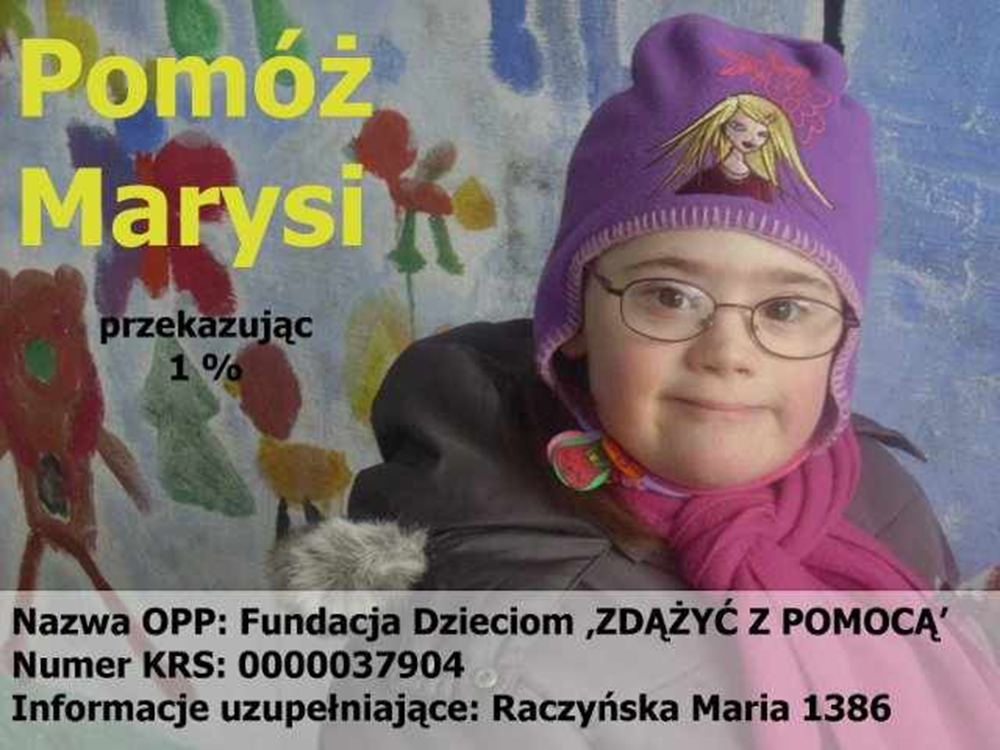 Pomóż
Marysi
przekazując
1 %
Nazwa OPP: Fundacja Dzieciom ‚ZDĄŻYĆ Z POMOCĄ’
Numer KRS: 0000037904
Informacje uzupełniające: Raczyńska Maria 1386